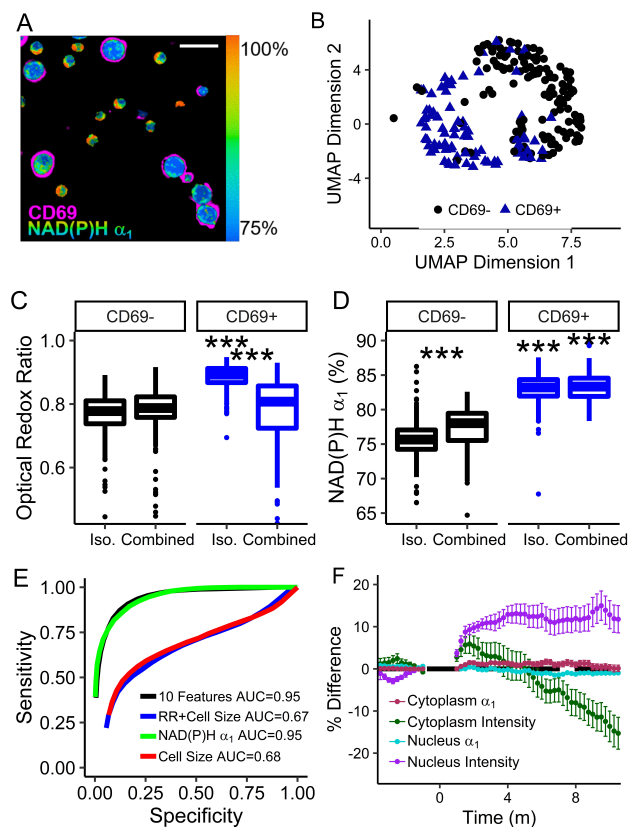 A
100%
CD69
NAD(P)H α1
75%
B
UMAP Dimension 2
4
0
-4
CD69- CD69+
0.0 2.5 5.0 7.5
UMAP Dimension 1
C
CD69- CD69+
Optical Redox Ratio
1.0
0.8
0.6
***
***
Iso. Combined Iso. Combined
D
CD69- CD69+
NAD(P)H α1 (%)
90
85
80
75
70
65
***
***
***
Iso. Combined Iso. Combined
E
Sensitivity
1.00
0.75
0.50
0.25
10 Features AUC=0.95
RR+Cell Size AUC=0.67
NAD(P)H α1 AUC=0.95
Cell Size AUC=0.68
0.00 0.25 0.50 0.75 1.00
Specificity
F
% Difference
20
10
0
-10
-20
Cytoplasm α1
Cytoplasm Intensity
Nucleus α1
Nucleus Intensity
0 4 8
Time (m)